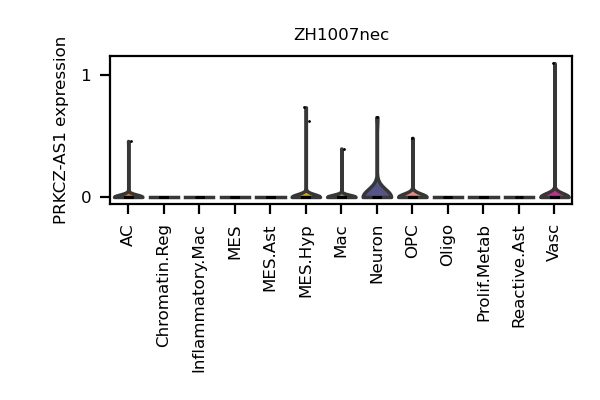 ZH1007nec
PRKCZ-AS1 expression
1
0
AC
Chromatin.Reg
Inflammatory.Mac
MES
MES.Ast
MES.Hyp
Mac
Neuron
OPC
Oligo
Prolif.Metab
Reactive.Ast
Vasc